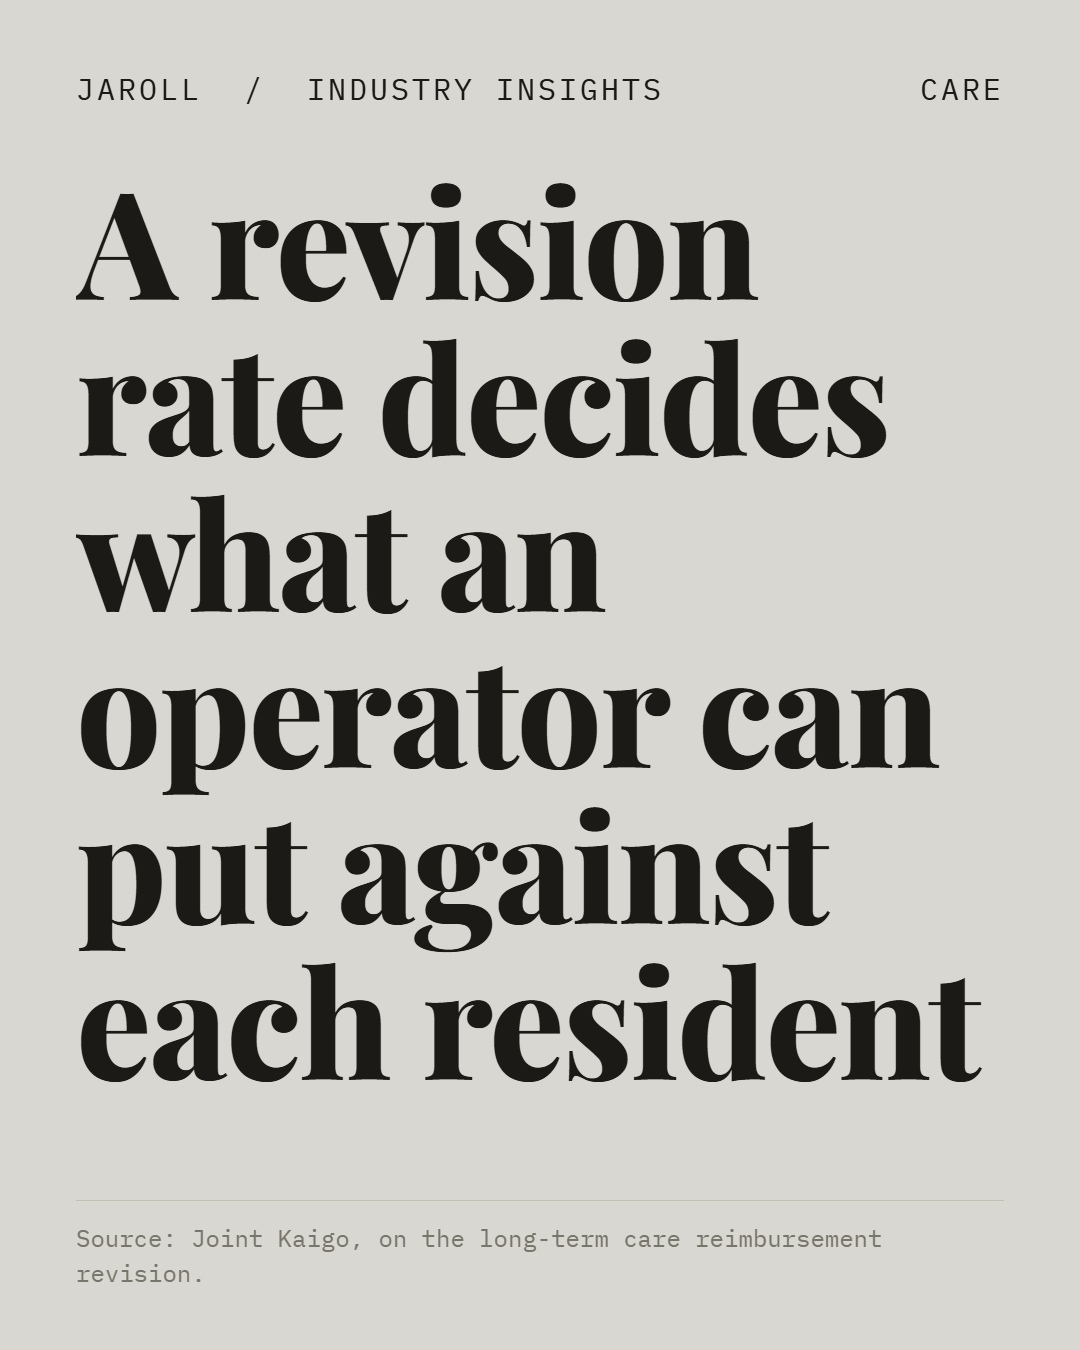 JAROLL / INDUSTRY INSIGHTS CARE
A revision
rate decides
what an
operator can
put against
each resident
Source: Joint Kaigo, on the long-term care reimbursement
revision.